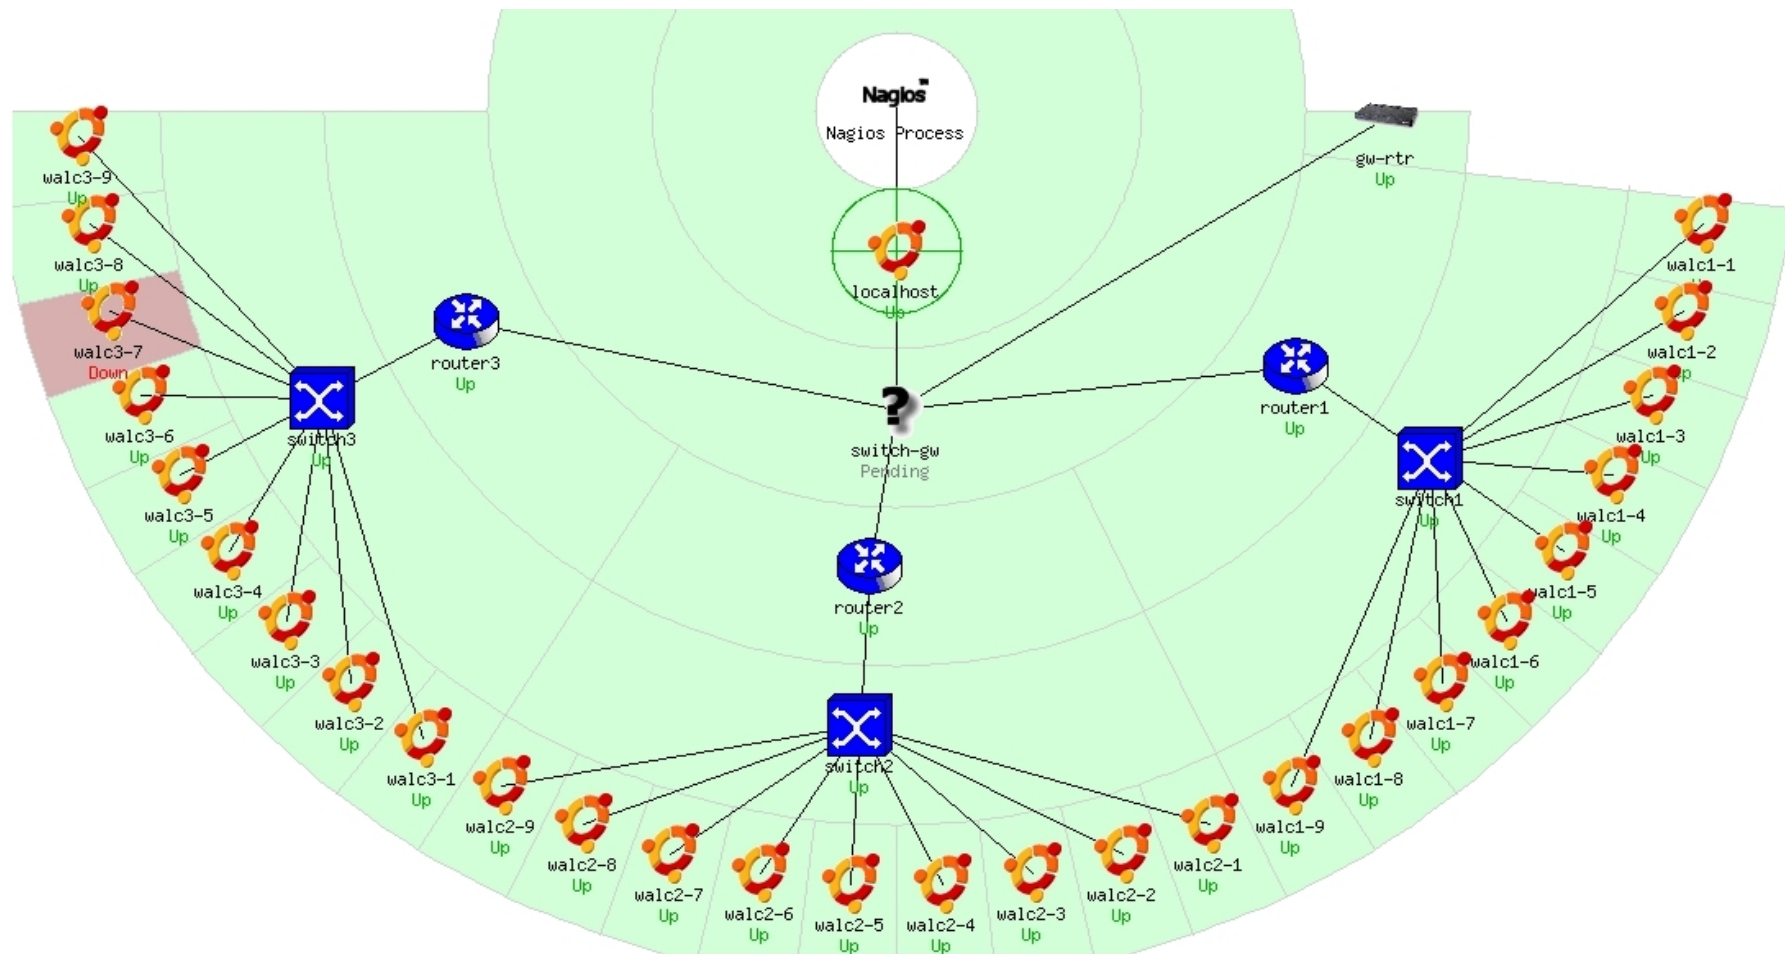 Nagios™
Nagios Process
localhost
Up
gw-rtr
Up
switch-gw
Pending
router3
Up
router1
Up
router2
Up
switch3
Up
switch1
Up
switch2
Up
walc3-9
Up
walc3-8
Up
walc3-7
Down
walc3-6
Up
walc3-5
Up
walc3-4
Up
walc3-3
Up
walc3-2
Up
walc3-1
Up
walc2-9
Up
walc2-8
Up
walc2-7
Up
walc2-6
Up
walc2-5
Up
walc2-4
Up
walc2-3
Up
walc2-2
Up
walc2-1
Up
walc1-9
Up
walc1-8
Up
walc1-7
Up
walc1-6
Up
walc1-5
Up
walc1-4
Up
walc1-3
Up
walc1-2
Up
walc1-1